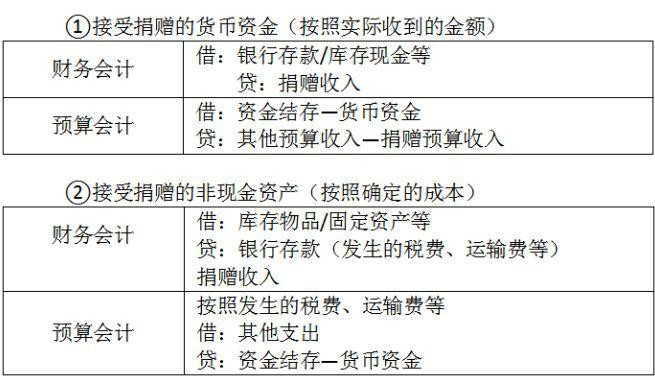 ①接受捐赠的货币资金（按照实际收到的金额）
财务会计
借：银行存款/库存现金等
贷：捐赠收入
预算会计
借：资金结存—货币资金
贷：其他预算收入—捐赠预算收入
②接受捐赠的非现金资产（按照确定的成本）
财务会计
借：库存物品/固定资产等
贷：银行存款（发生的税费、运输费等）
捐赠收入
预算会计
按照发生的税费、运输费等
借：其他支出
贷：资金结存—货币资金